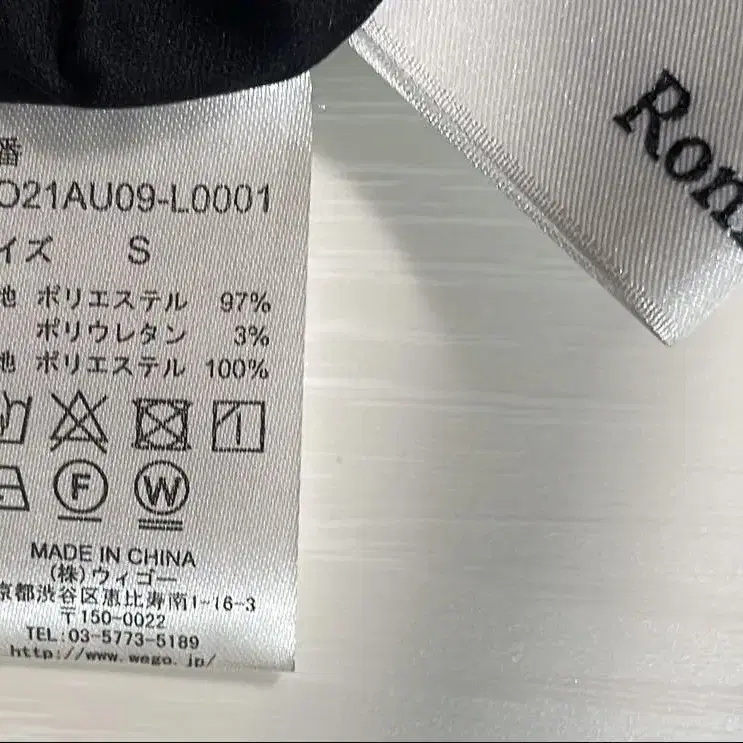 番
O21AU09-L0001
イズ S
地 ポリエステル 97%
ポリウレタン 3%
地 ポリエステル 100%
F W
MADE IN CHINA
(株)ウィゴー
京都渋谷区恵比寿南1-16-3
〒150-0022
TEL:03-5773-5189
http://www.wego.jp/
Ron